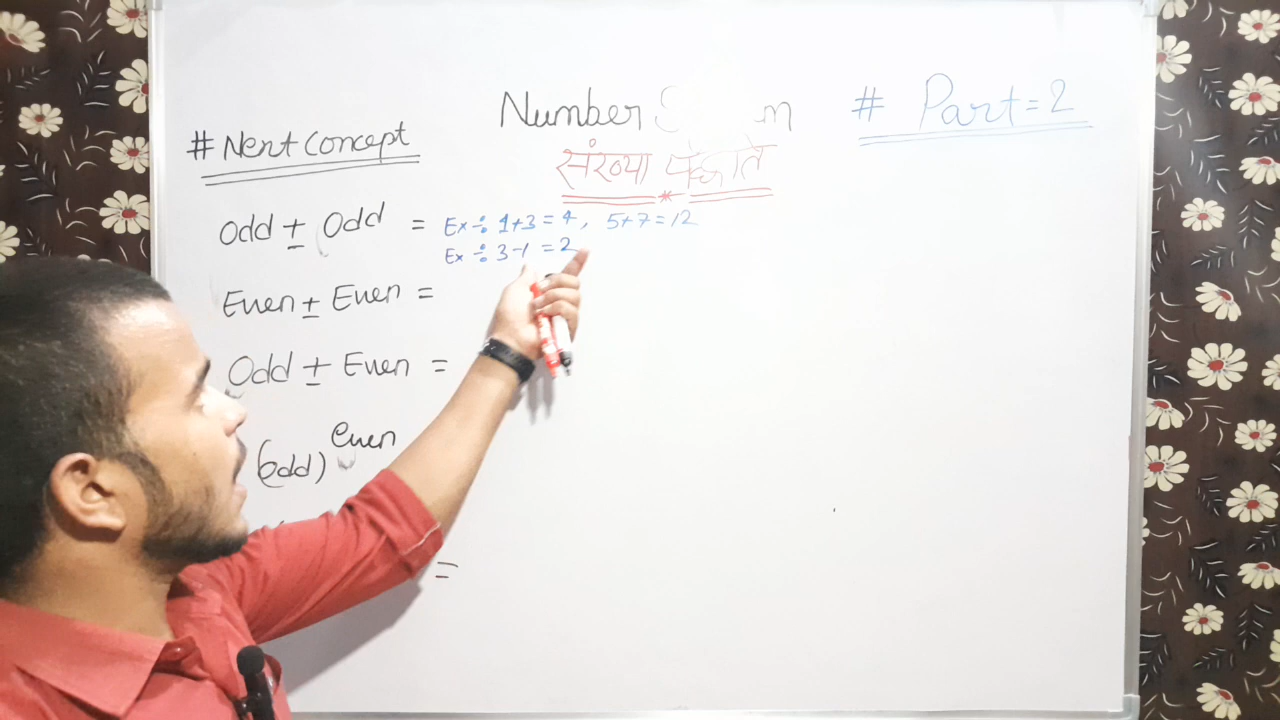 Number
# Part=2
# Next Concept
संख्या
Odd ± Odd = Ex ÷ 1+3=4, 5+7=12
Ex ÷ 3-1 =2
Even ± Even =
Odd ± Even =
(odd)^even
=